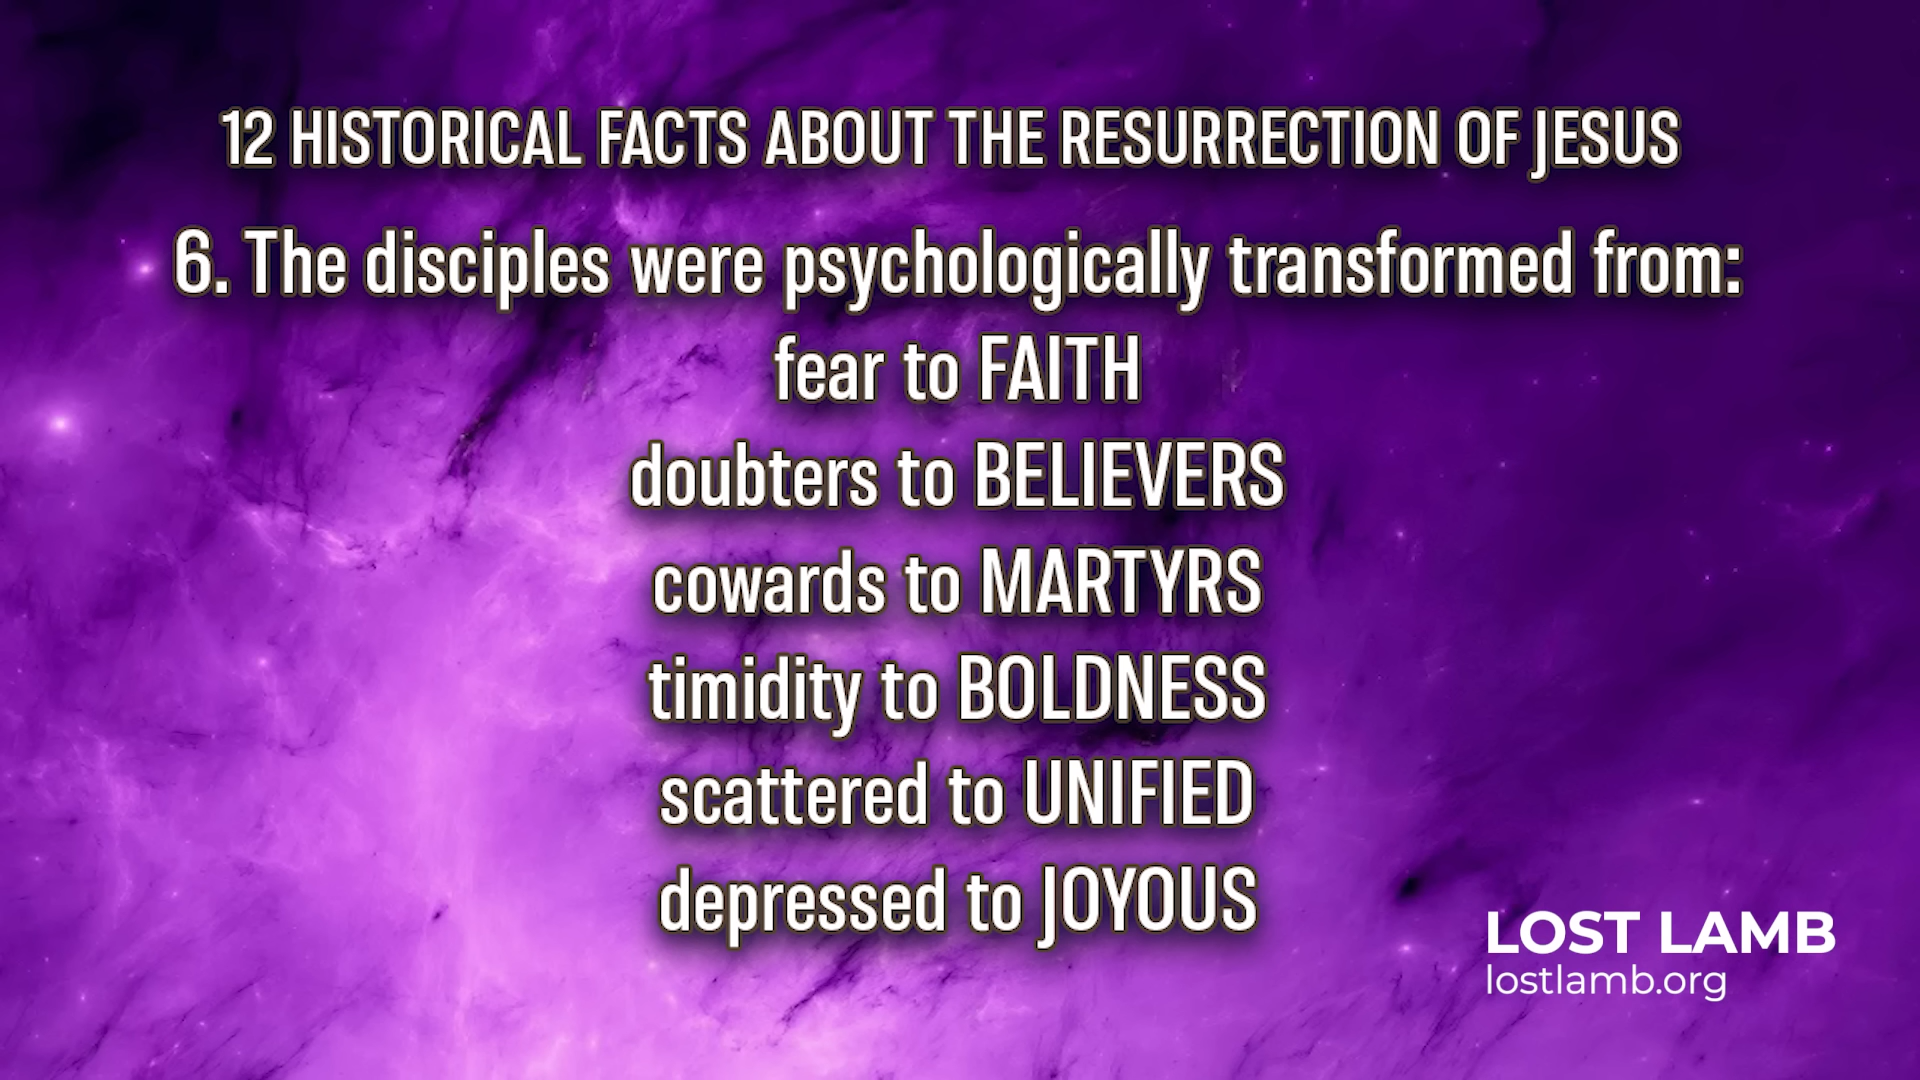 12 HISTORICAL FACTS ABOUT THE RESURRECTION OF JESUS
6. The disciples were psychologically transformed from:
fear to FAITH
doubters to BELIEVERS
cowards to MARTYRS
timidity to BOLDNESS
scattered to UNIFIED
depressed to JOYOUS
LOST LAMB
lostlamb.org